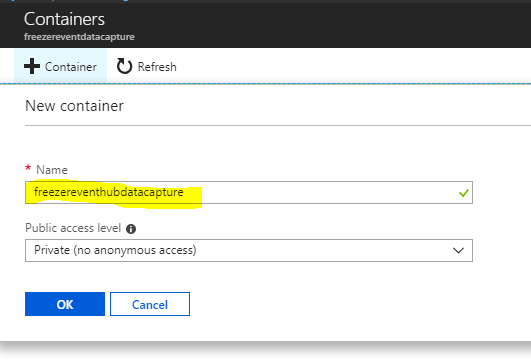 Containers
freezereventdatacapture
Container Refresh
New container
* Name
freezereventhubdatacapture
Public access level
Private (no anonymous access)
OK Cancel